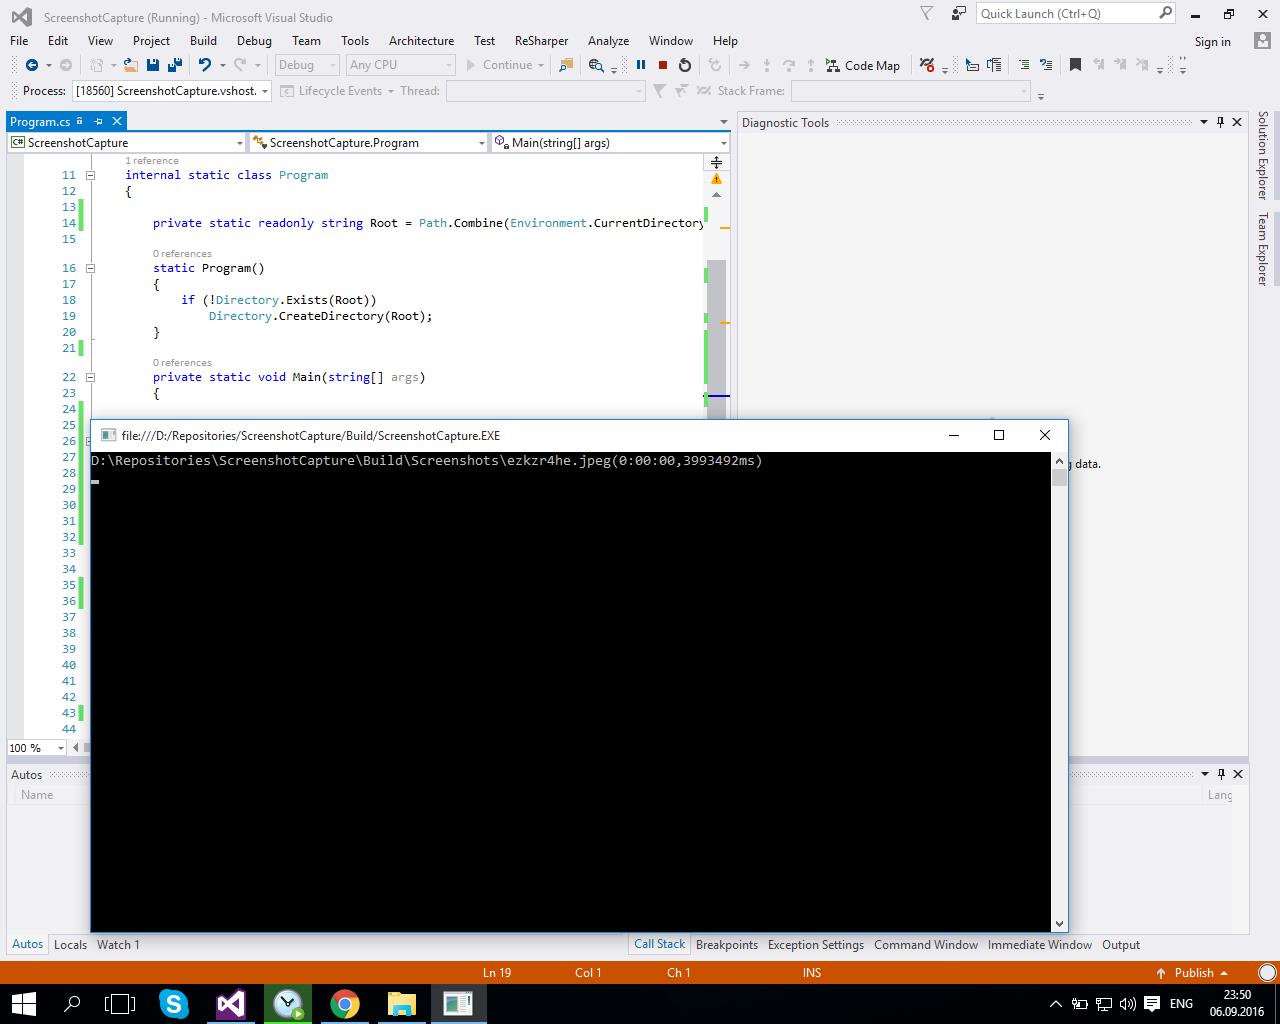 ScreenshotCapture (Running) - Microsoft Visual Studio
Quick Launch (Ctrl+Q)
File Edit View Project Build Debug Team Tools Architecture Test ReSharper Analyze Window Help
Sign in
Debug Any CPU Continue Code Map
Process: [18560] ScreenshotCapture.vshost. Lifecycle Events Thread: Stack Frame:
Program.cs
Diagnostic Tools
Solution Explorer
Team Explorer
ScreenshotCapture ScreenshotCapture.Program Main(string[] args)
1 reference
11 internal static class Program
12 {
13
14 private static readonly string Root = Path.Combine(Environment.CurrentDirectory
15
0 references
16 static Program()
17 {
18 if (!Directory.Exists(Root))
19 Directory.CreateDirectory(Root);
20 }
21
0 references
22 private static void Main(string[] args)
23 {
24
25
26
27
28
29
30
31
32
33
34
35
36
37
38
39
40
41
42
43
44
file:///D:/Repositories/ScreenshotCapture/Build/ScreenshotCapture.EXE
D:\Repositories\ScreenshotCapture\Build\Screenshots\ezkzr4he.jpeg(0:00:00,3993492ms)
data.
100 %
Autos
Name
Lang
Autos Locals Watch 1
Call Stack Breakpoints Exception Settings Command Window Immediate Window Output
Ln 19 Col 1 Ch 1 INS Publish
ENG
23:50
06.09.2016